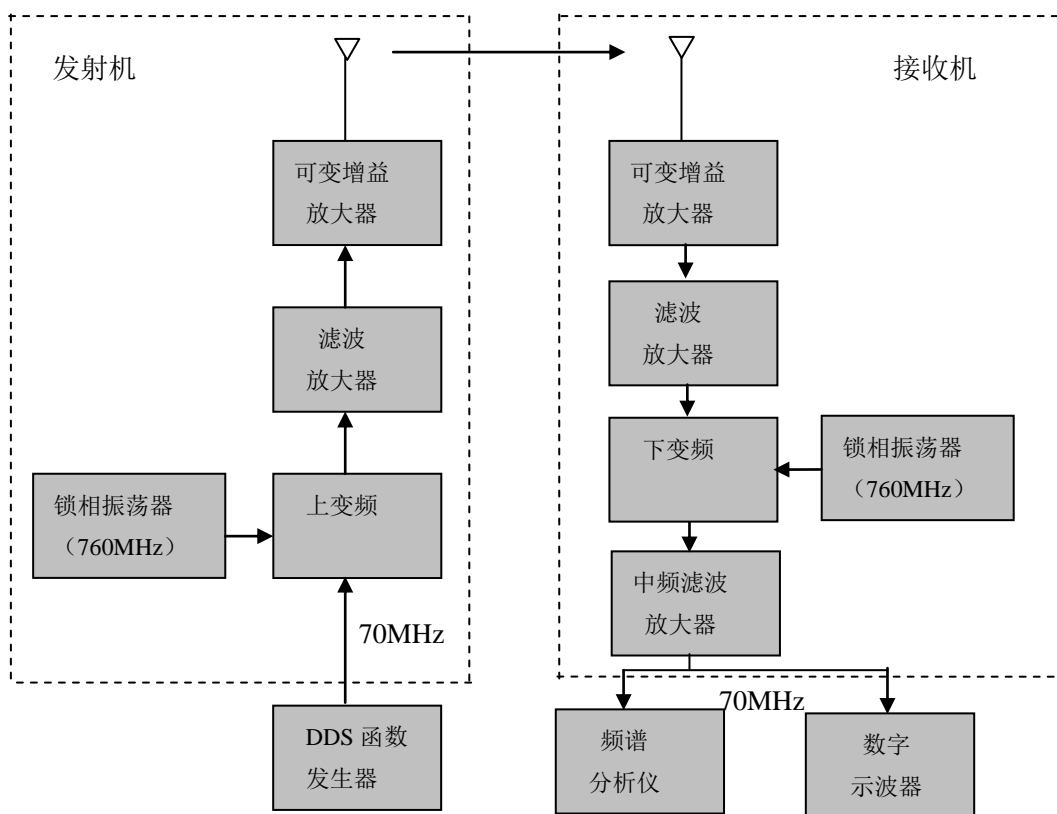 发射机
可变增益
放大器
滤波
放大器
锁相振荡器
（760MHz）
上变频
70MHz
DDS 函数
发生器
接收机
可变增益
放大器
滤波
放大器
下变频
锁相振荡器
（760MHz）
中频滤波
放大器
70MHz
频谱
分析仪
数字
示波器